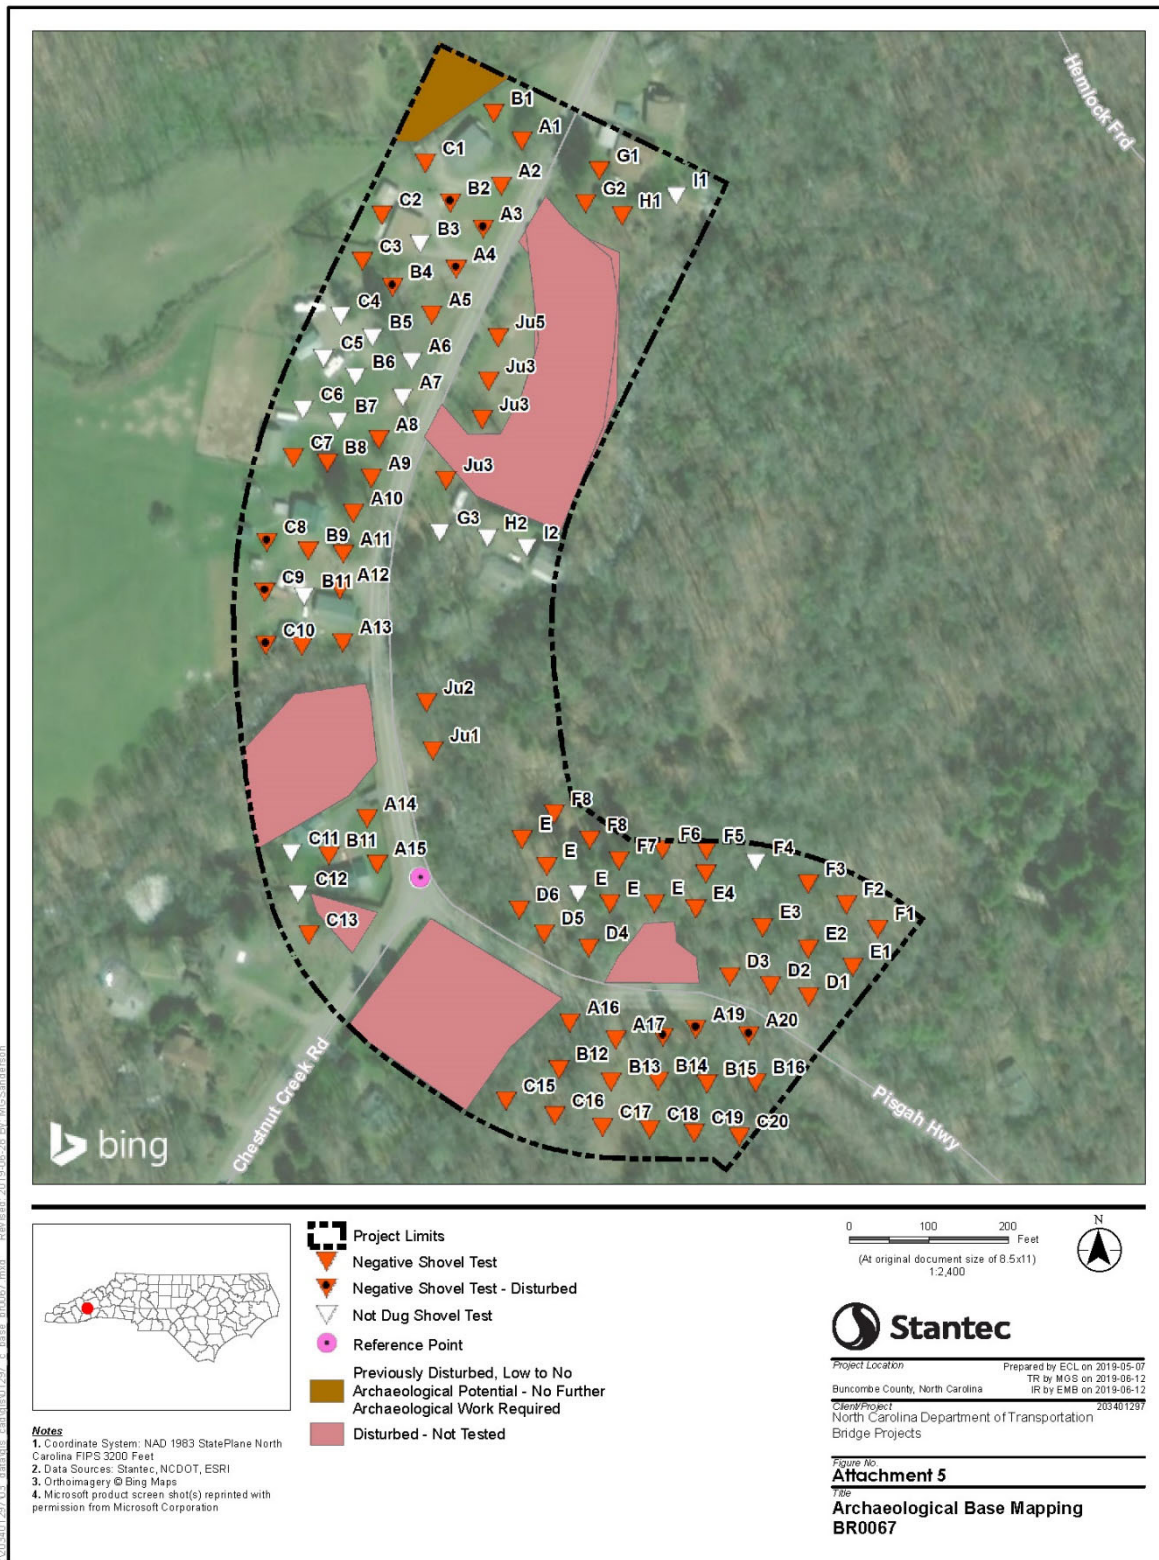 Hemlock Frd
B1
A1
C1
G1
A2
I1
B2
G2
H1
C2
A3
B3
C3
A4
B4
C4
A5
B5
Ju5
C5
A6
B6
Ju3
A7
C6
B7
Ju3
A8
C7
B8
A9
Ju3
A10
C8
G3
H2
B9
A11
I2
C9
B11
A12
C10
A13
Ju2
Ju1
A14
F8
C11
B11
E
F8
F6
F5
A15
F7
F4
E
C12
F3
D6
E
E
E
E4
F2
C13
D5
E3
F1
D4
E2
D3
D2
E1
D1
A16
A17
A19
A20
B12
B13
B14
B15
B16
C15
C16
C17
C18
C19
C20
Chestnut Creek Rd
Pisgah Hwy
bing
Project Limits
Negative Shovel Test
Negative Shovel Test - Disturbed
Not Dug Shovel Test
Reference Point
Previously Disturbed, Low to No
Archaeological Potential - No Further
Archaeological Work Required
Disturbed - Not Tested
0 100 200
Feet
(At original document size of 8.5x11)
1:2,400
N
Stantec
Project Location
Prepared by ECL on 2019-05-07
TR by MGS on 2019-06-12
Buncombe County, North Carolina
IR by EMB on 2019-06-12
Client/Project
203401297
North Carolina Department of Transportation
Bridge Projects
Figure No.
Attachment 5
Title
Archaeological Base Mapping
BR0067
Notes
1. Coordinate System: NAD 1983 StatePlane North
Carolina FIPS 3200 Feet
2. Data Sources: Stantec, NCDOT, ESRI
3. Orthoimagery © Bing Maps
4. Microsoft product screen shot(s) reprinted with
permission from Microsoft Corporation
Revised: 2019-06-26 by MGSanderson